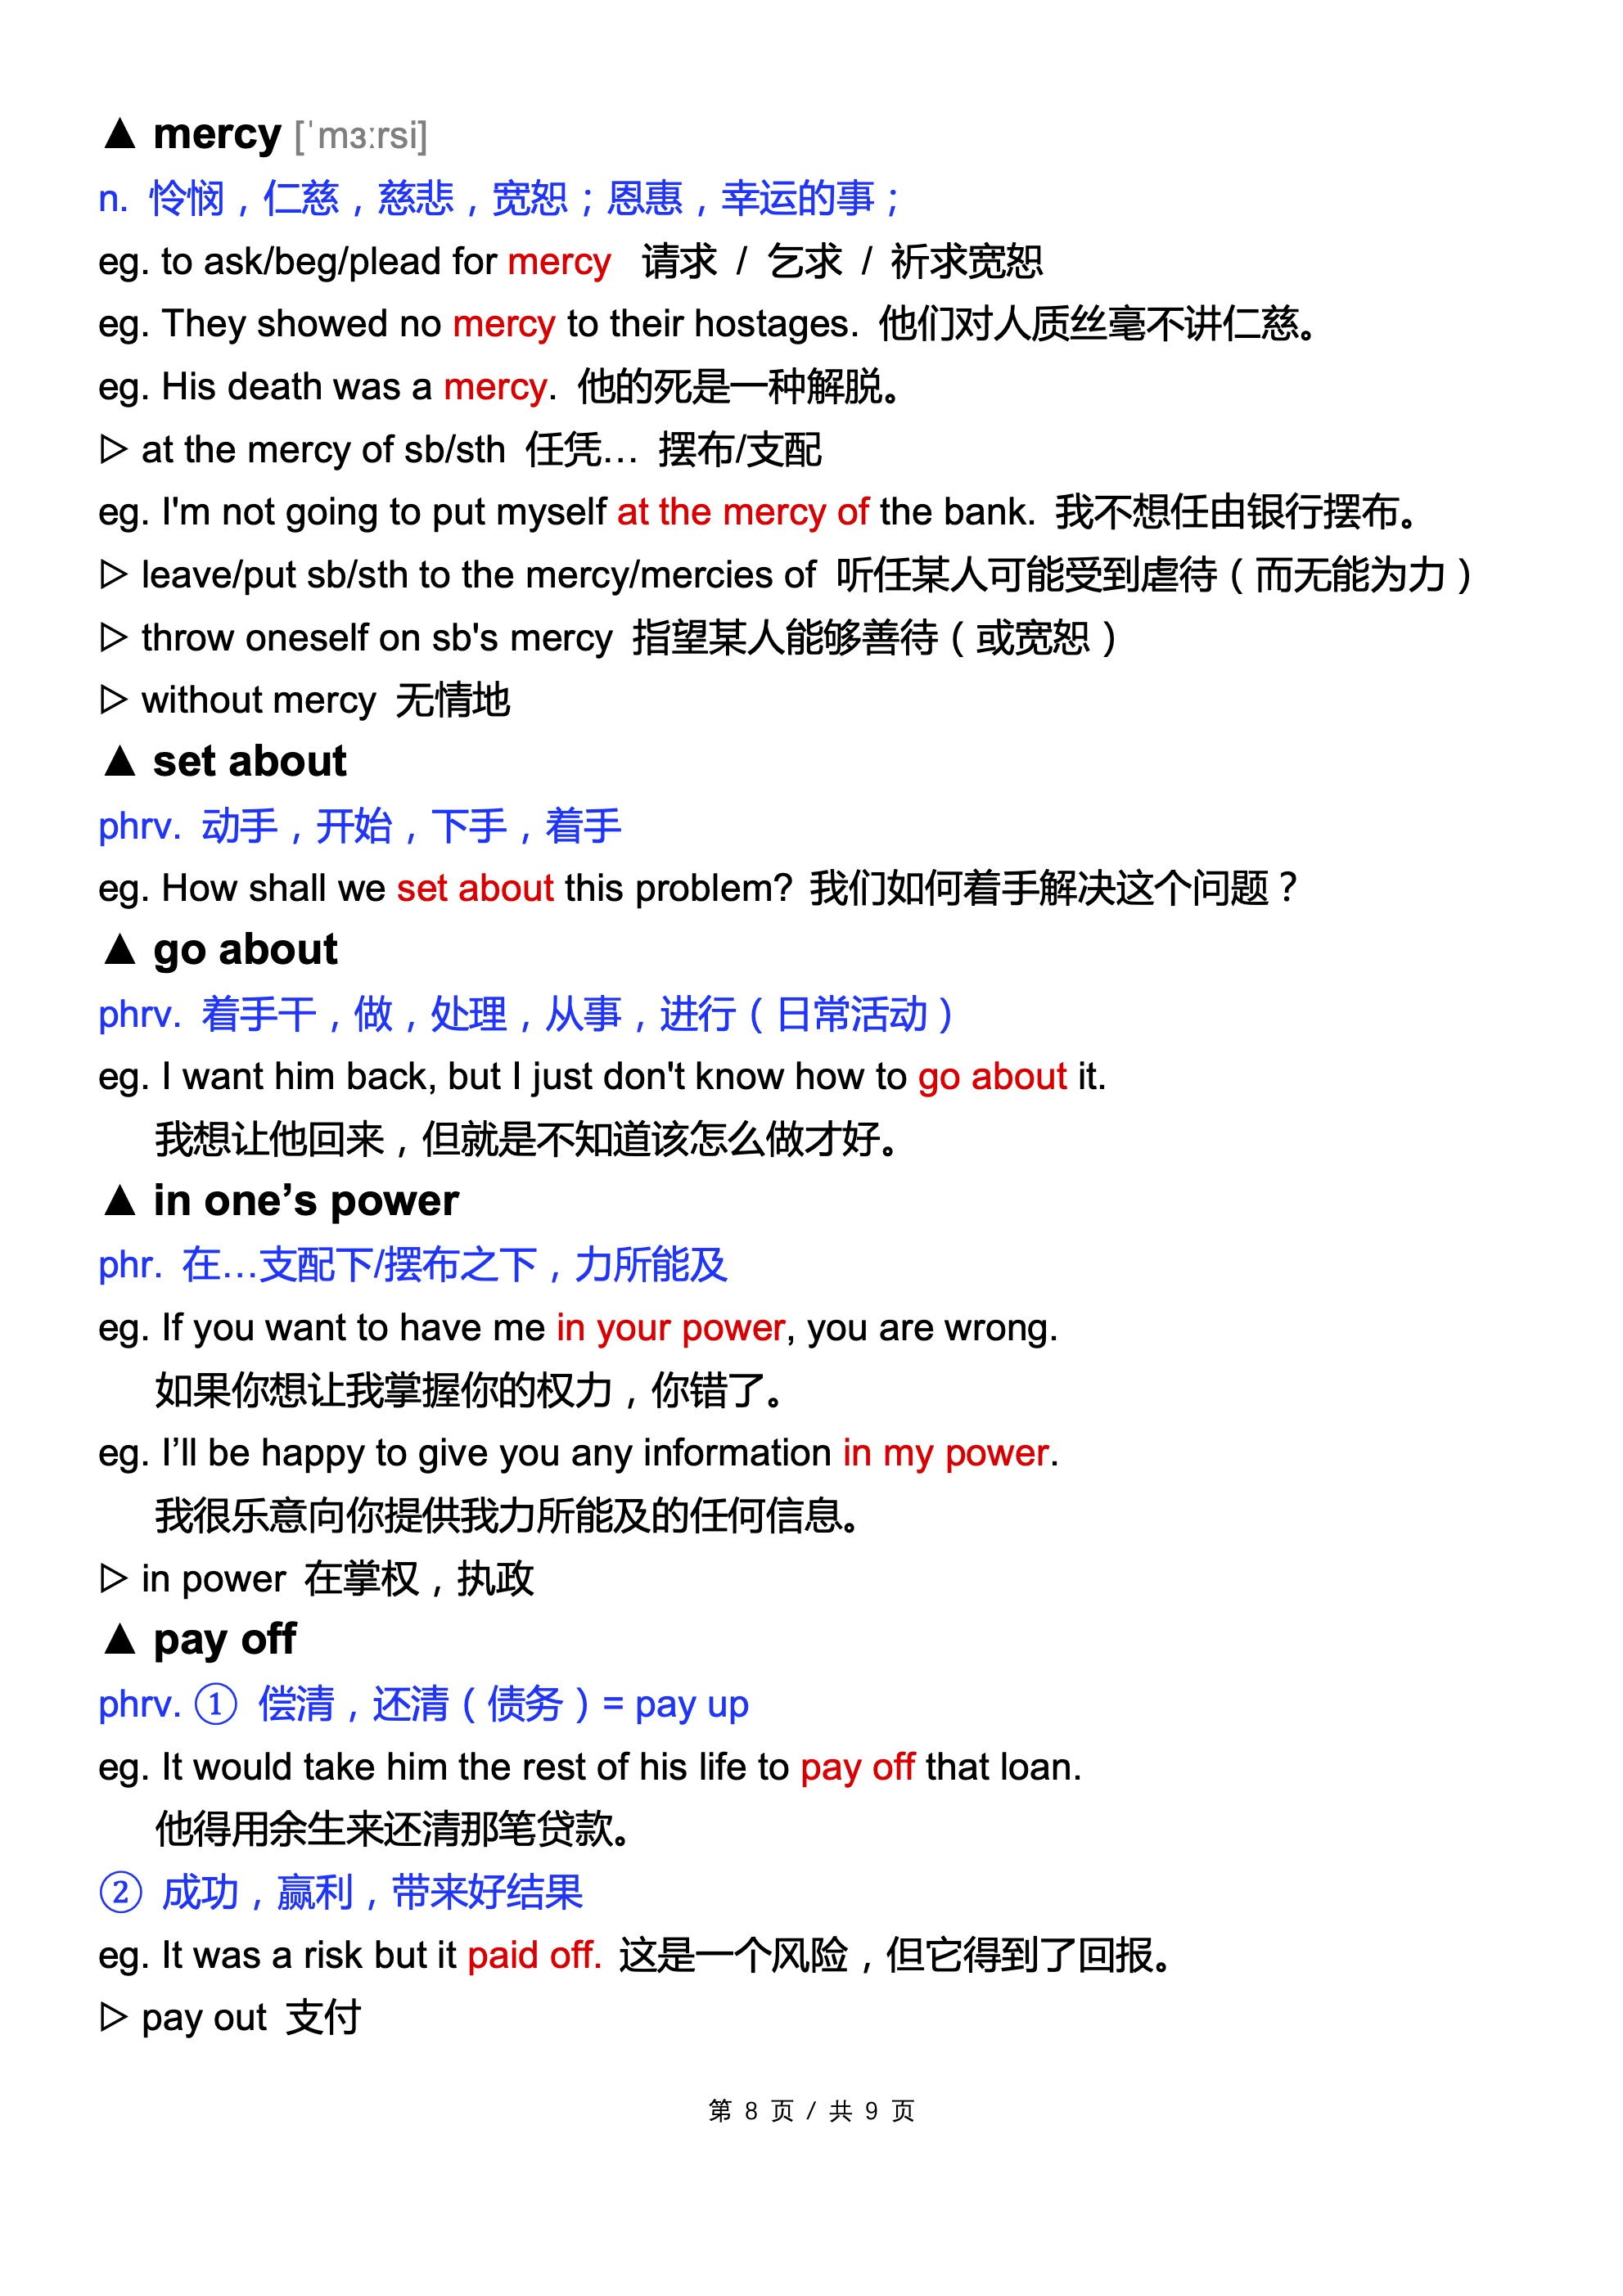 ▲ mercy [ˈmɜːrsi]
n. 怜悯，仁慈，慈悲，宽恕；恩惠，幸运的事；
eg. to ask/beg/plead for mercy 请求 / 乞求 / 祈求宽恕
eg. They showed no mercy to their hostages. 他们对人质丝毫不讲仁慈。
eg. His death was a mercy. 他的死是一种解脱。
▷ at the mercy of sb/sth 任凭… 摆布/支配
eg. I'm not going to put myself at the mercy of the bank. 我不想任由银行摆布。
▷ leave/put sb/sth to the mercy/mercies of 听任某人可能受到虐待（而无能为力）
▷ throw oneself on sb's mercy 指望某人能够善待（或宽恕）
▷ without mercy 无情地
▲ set about
phrv. 动手，开始，下手，着手
eg. How shall we set about this problem? 我们如何着手解决这个问题？
▲ go about
phrv. 着手干，做，处理，从事，进行（日常活动）
eg. I want him back, but I just don't know how to go about it.
我想让他回来，但就是不知道该怎么做才好。
▲ in one’s power
phr. 在…支配下/摆布之下，力所能及
eg. If you want to have me in your power, you are wrong.
如果你想让我掌握你的权力，你错了。
eg. I’ll be happy to give you any information in my power.
我很乐意向你提供我力所能及的任何信息。
▷ in power 在掌权，执政
▲ pay off
phrv. ① 偿清，还清（债务）= pay up
eg. It would take him the rest of his life to pay off that loan.
他得用余生来还清那笔贷款。
② 成功，赢利，带来好结果
eg. It was a risk but it paid off. 这是一个风险，但它得到了回报。
▷ pay out 支付
第 8 页 / 共 9 页